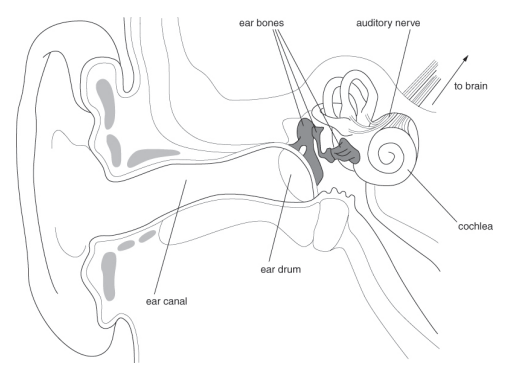 ear bones
auditory nerve
to brain
cochlea
ear drum
ear canal